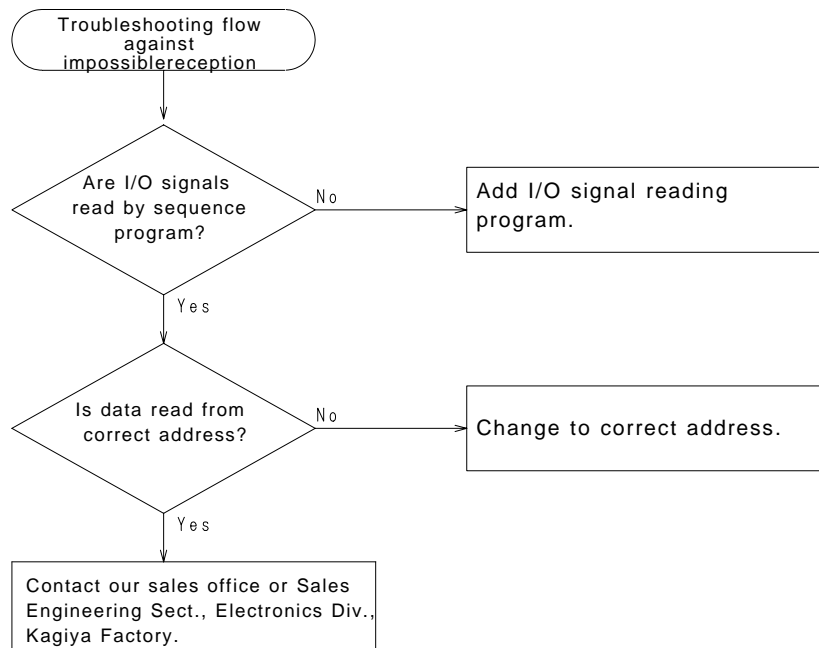 Troubleshooting flow
against
impossiblereception
Are I/O signals
read by sequence
program?
No
Add I/O signal reading
program.
Yes
Is data read from
correct address?
No
Change to correct address.
Yes
Contact our sales office or Sales
Engineering Sect., Electronics Div.,
Kagiya Factory.